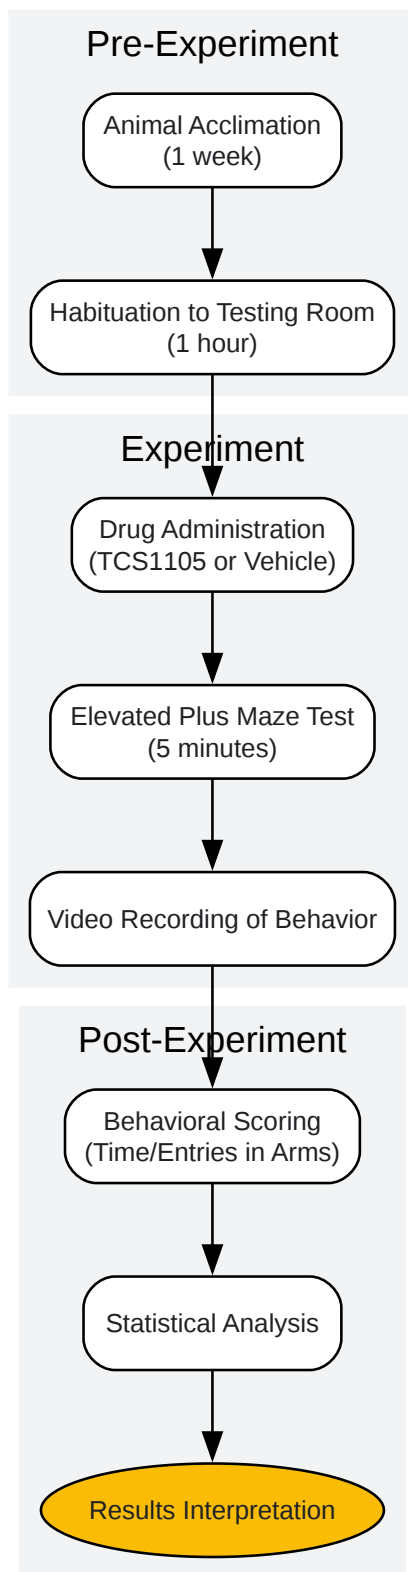 Pre-Experiment
Animal Acclimation
(1 week)
Habituation to Testing Room
(1 hour)
Experiment
Drug Administration
(TCS1105 or Vehicle)
Elevated Plus Maze Test
(5 minutes)
Video Recording of Behavior
Post-Experiment
Behavioral Scoring
(Time/Entries in Arms)
Statistical Analysis
Results Interpretation